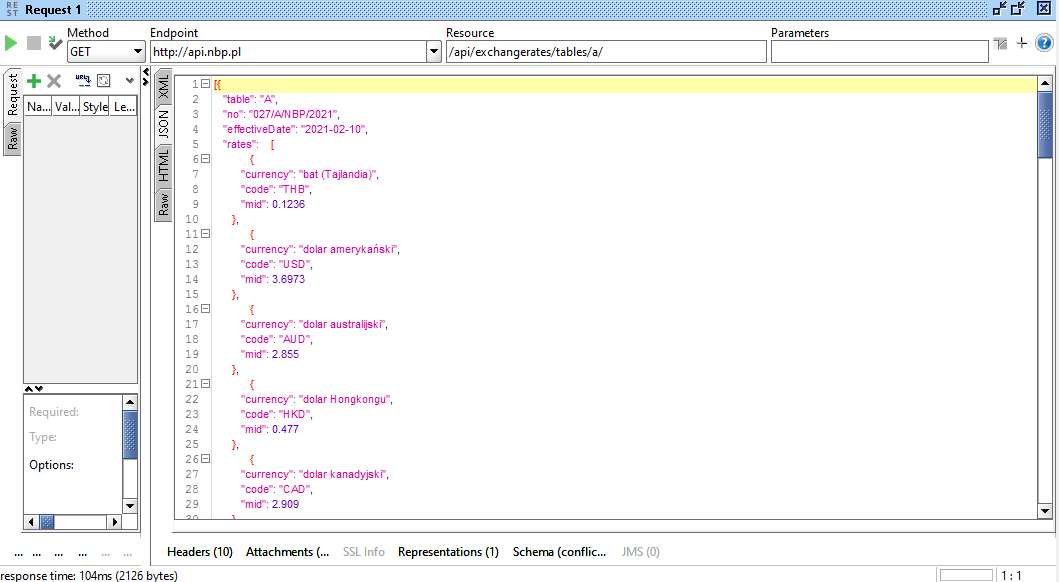 REST Request 1
Method Endpoint Resource Parameters
GET http://api.nbp.pl /api/exchangerates/tables/a/
Request
Raw
Na... Val... Style Le...
XML
JSON
HTML
Raw
1 [{
2 "table": "A",
3 "no": "027/A/NBP/2021",
4 "effectiveDate": "2021-02-10",
5 "rates": [
6 {
7 "currency": "bat (Tajlandia)",
8 "code": "THB",
9 "mid": 0.1236
10 },
11 {
12 "currency": "dolar amerykański",
13 "code": "USD",
14 "mid": 3.6973
15 },
16 {
17 "currency": "dolar australijski",
18 "code": "AUD",
19 "mid": 2.855
20 },
21 {
22 "currency": "dolar Hongkongu",
23 "code": "HKD",
24 "mid": 0.477
25 },
26 {
27 "currency": "dolar kanadyjski",
28 "code": "CAD",
29 "mid": 2.909
30 },
Required:
Type:
Options:
... ... ... ... ... ...
Headers (10) Attachments (... SSL Info Representations (1) Schema (conflic... JMS (0)
response time: 104ms (2126 bytes)
1 : 1